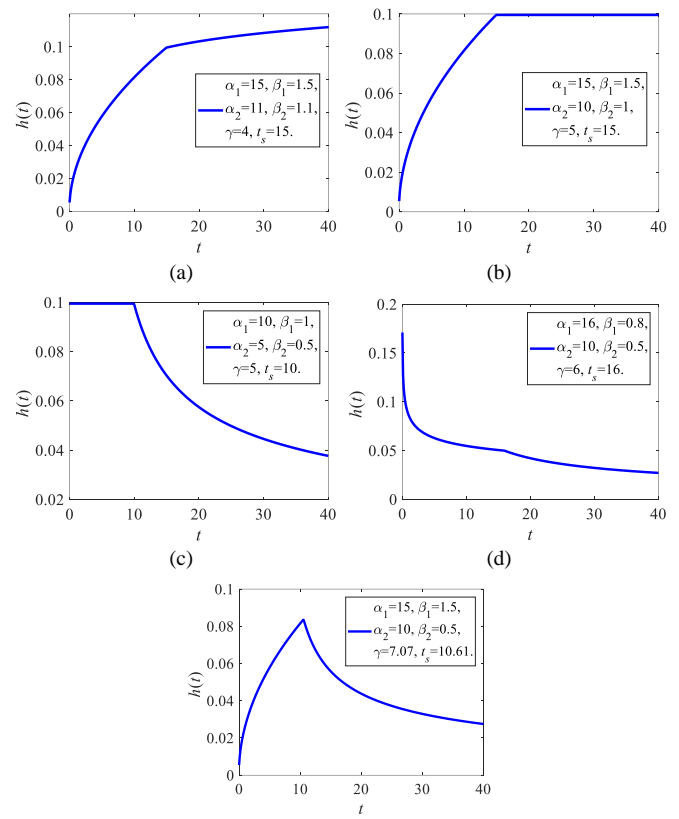 0.1
0.08
0.06
0.04
0.02
0
h(t)
α1=15, β1=1.5,
α2=11, β2=1.1,
γ=4, ts=15.
0 10 20 30 40
t
(a)
0.1
0.08
0.06
0.04
0.02
0
h(t)
α1=15, β1=1.5,
α2=10, β2=1,
γ=5, ts=15.
0 10 20 30 40
t
(b)
0.1
0.08
0.06
0.04
0.02
h(t)
α1=10, β1=1,
α2=5, β2=0.5,
γ=5, ts=10.
0 10 20 30 40
t
(c)
0.2
0.15
0.1
0.05
0
h(t)
α1=16, β1=0.8,
α2=10, β2=0.5,
γ=6, ts=16.
0 10 20 30 40
t
(d)
0.1
0.08
0.06
0.04
0.02
0
h(t)
α1=15, β1=1.5,
α2=10, β2=0.5,
γ=7.07, ts=10.61.
0 10 20 30 40
t